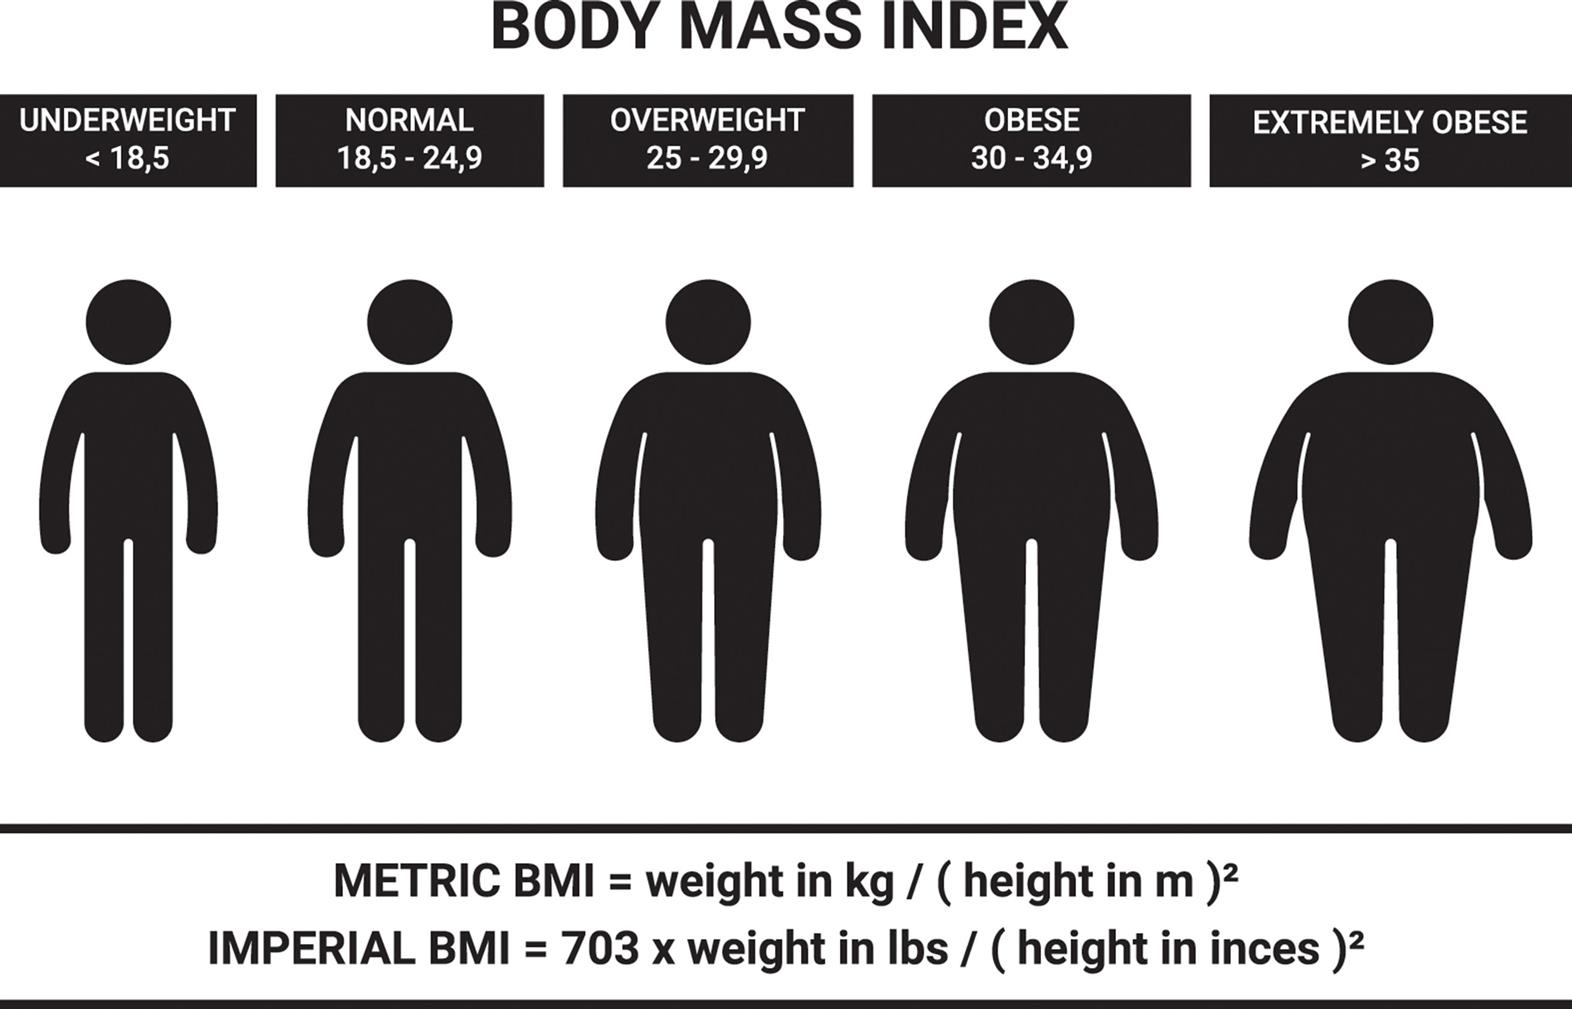 BODY MASS INDEX
UNDERWEIGHT
< 18,5
NORMAL
18,5 - 24,9
OVERWEIGHT
25 - 29,9
OBESE
30 - 34,9
EXTREMELY OBESE
> 35
METRIC BMI = weight in kg / ( height in m )²
IMPERIAL BMI = 703 x weight in lbs / ( height in inces )²